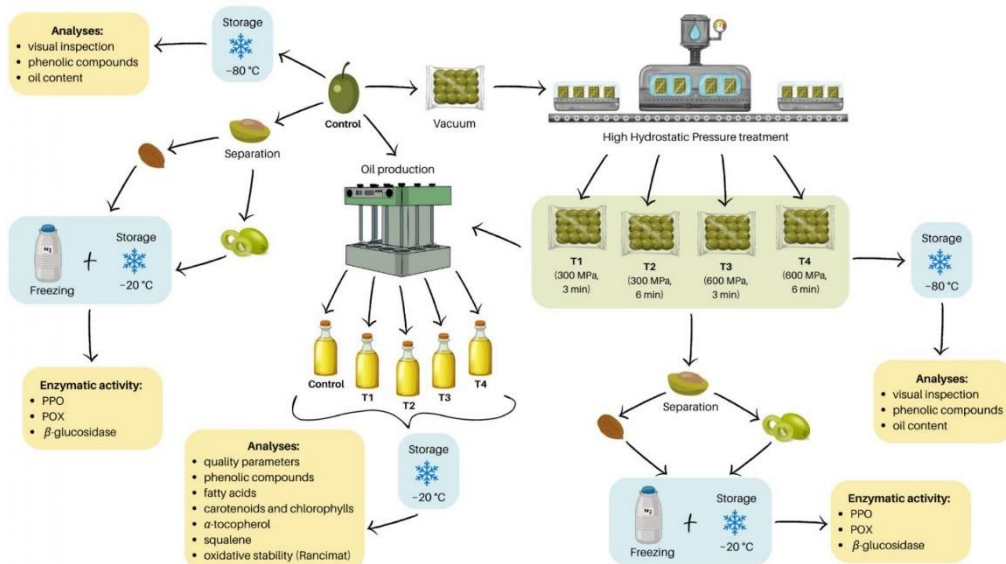 Analyses:
• visual inspection
• phenolic compounds
• oil content
Storage
−80 °C
Control
Vacuum
High Hydrostatic Pressure treatment
Separation
Oil production
T1
(300 MPa,
3 min)
T2
(300 MPa,
6 min)
T3
(600 MPa,
3 min)
T4
(600 MPa,
6 min)
N2
Freezing
+
Storage
−20 °C
Storage
−80 °C
Control
T1
T2
T3
T4
Enzymatic activity:
• PPO
• POX
• β-glucosidase
Analyses:
• quality parameters
• phenolic compounds
• fatty acids
• carotenoids and chlorophylls
• α-tocopherol
• squalene
• oxidative stability (Rancimat)
Storage
−20 °C
Separation
Analyses:
• visual inspection
• phenolic compounds
• oil content
N2
Freezing
+
Storage
−20 °C
Enzymatic activity:
• PPO
• POX
• β-glucosidase